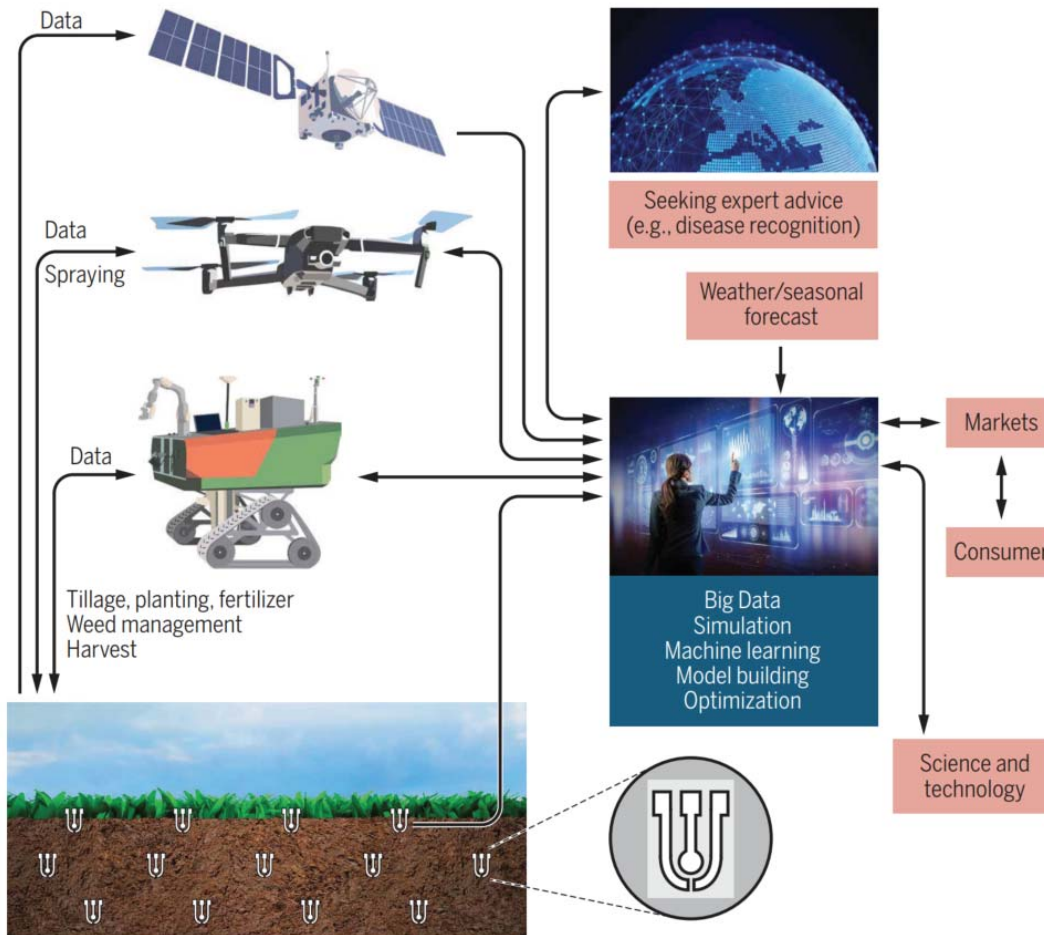 Data
Data
Spraying
Data
Tillage, planting, fertilizer
Weed management
Harvest
Seeking expert advice
(e.g., disease recognition)
Weather/seasonal
forecast
Markets
Consumer
Big Data
Simulation
Machine learning
Model building
Optimization
Science and
technology